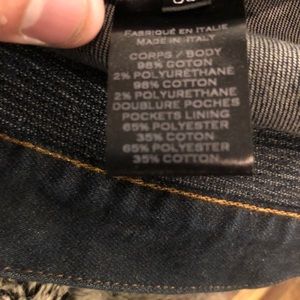 Fabriqué en Italie
Made in Italy
Corps / Body
98% Coton
2% Polyurethane
98% Cotton
2% Polyurethane
Doublure Poches
Pockets Lining
65% Polyester
35% Coton
65% Polyester
35% Cotton